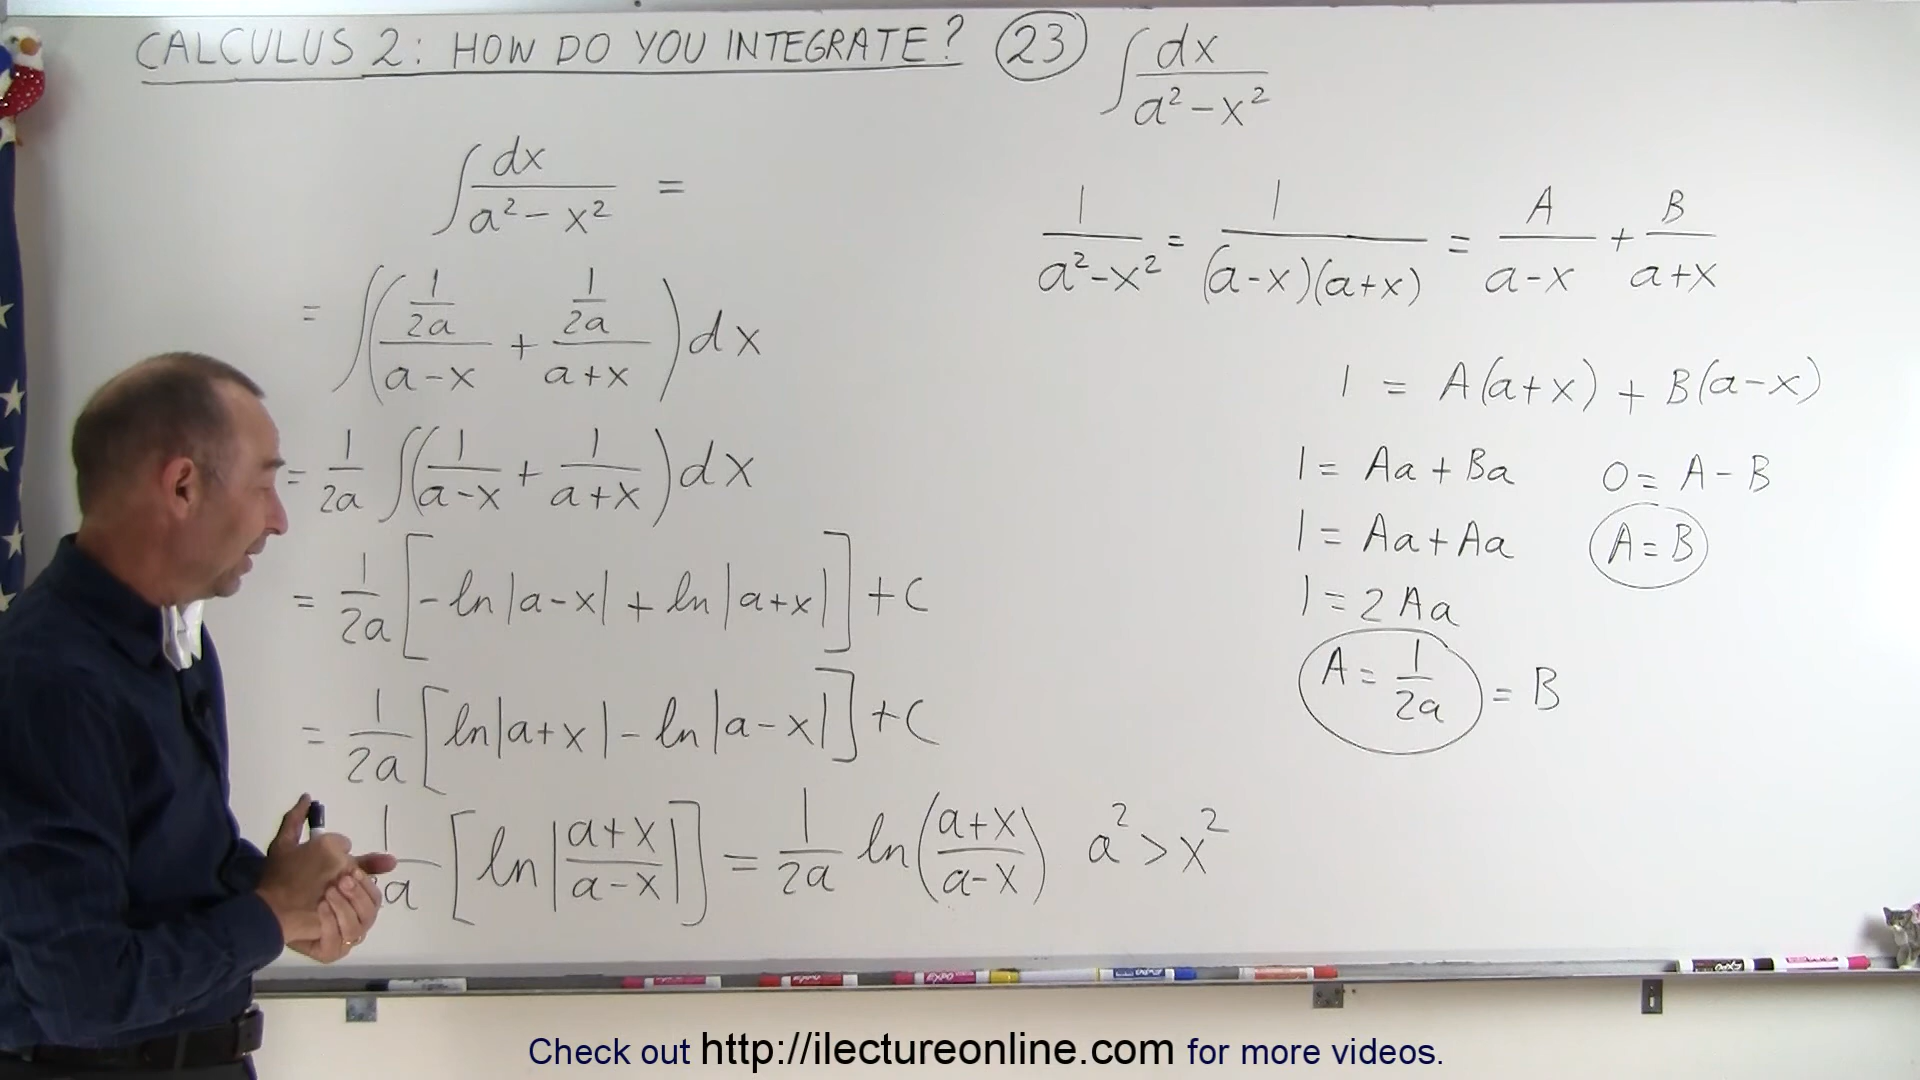 CALCULUS 2: HOW DO YOU INTEGRATE? 23 ∫ dx/(a²-x²)
∫ dx/(a²-x²) =
= ∫((1/2a)/(a-x) + (1/2a)/(a+x)) dx
= 1/2a ∫(1/(a-x) + 1/(a+x)) dx
= 1/2a [-ln|a-x| + ln|a+x|] + C
= 1/2a [ln|a+x| - ln|a-x|] + C
1/2a [ln|(a+x)/(a-x)|] = 1/2a ln((a+x)/(a-x)) a² > x²
1/(a²-x²) = 1/((a-x)(a+x)) = A/(a-x) + B/(a+x)
1 = A(a+x) + B(a-x)
1 = Aa + Ba 0 = A - B
1 = Aa + Aa A = B
1 = 2Aa
A = 1/2a = B
EXPO
Check out http://ilectureonline.com for more videos.